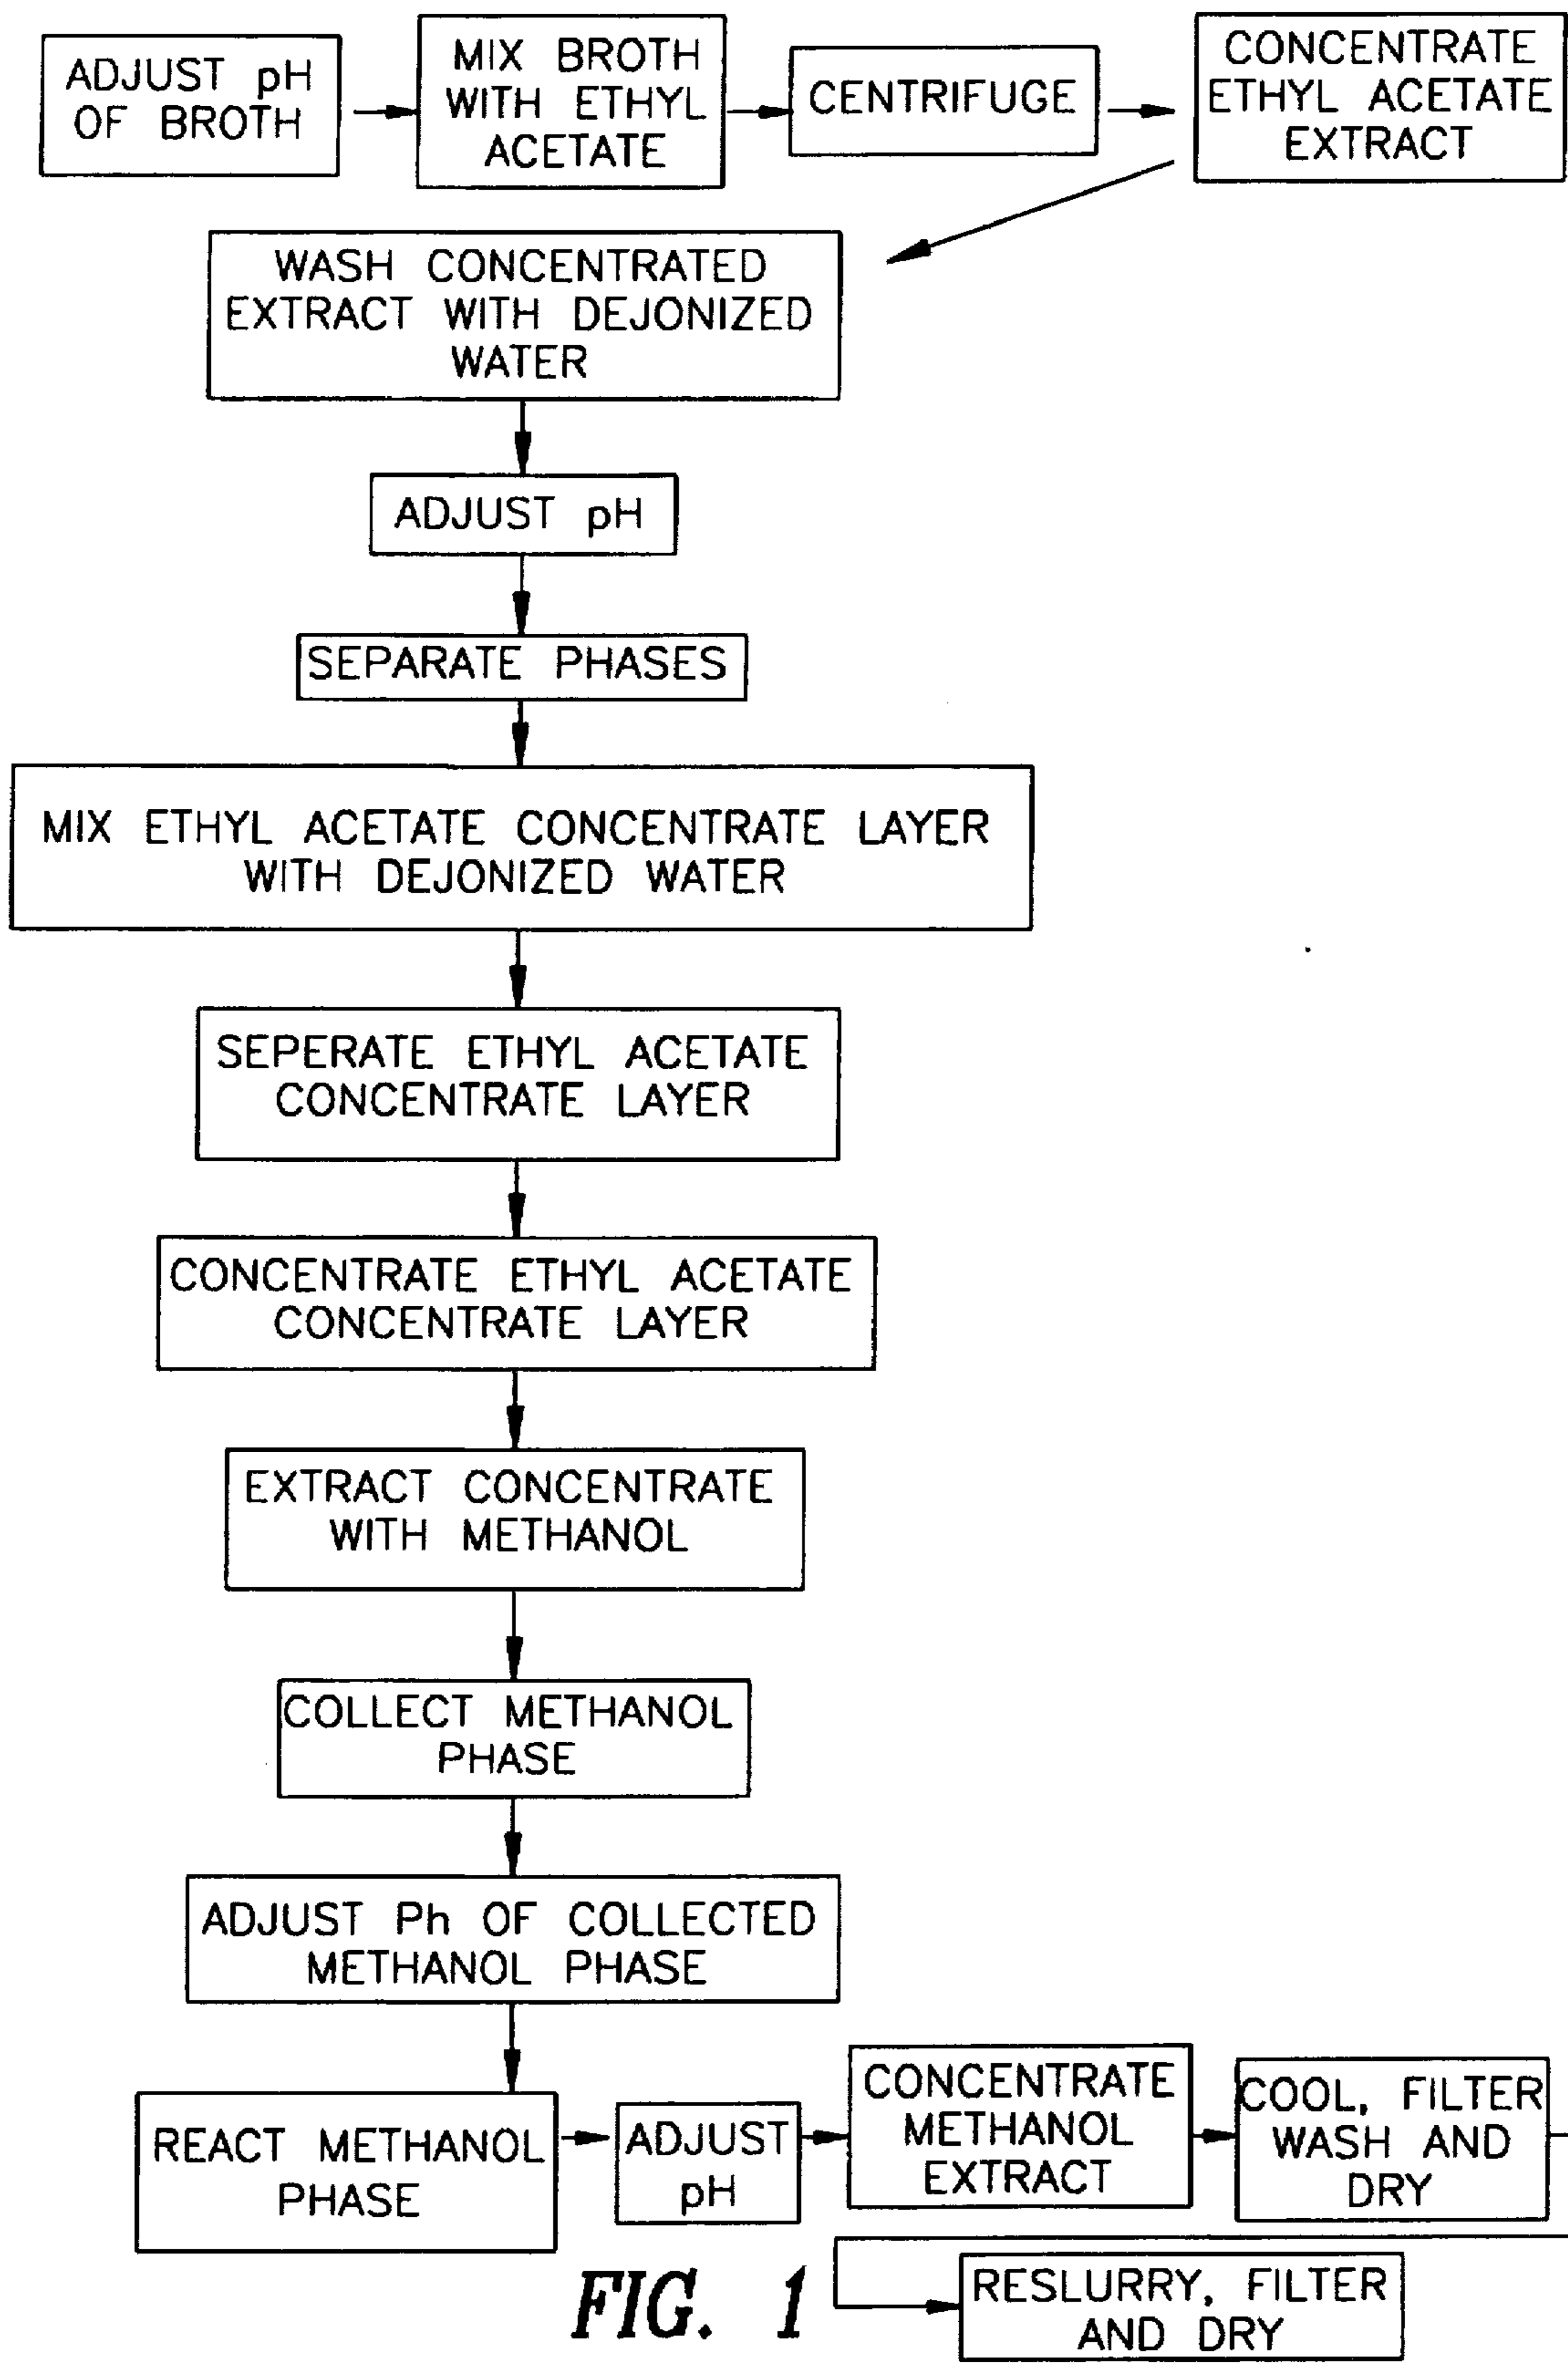 ADJUST pH
OF BROTH
MIX BROTH
WITH ETHYL
ACETATE
CENTRIFUGE
CONCENTRATE
ETHYL ACETATE
EXTRACT
WASH CONCENTRATED
EXTRACT WITH DEJONIZED
WATER
ADJUST pH
SEPARATE PHASES
MIX ETHYL ACETATE CONCENTRATE LAYER
WITH DEJONIZED WATER
SEPERATE ETHYL ACETATE
CONCENTRATE LAYER
CONCENTRATE ETHYL ACETATE
CONCENTRATE LAYER
EXTRACT CONCENTRATE
WITH METHANOL
COLLECT METHANOL
PHASE
ADJUST Ph OF COLLECTED
METHANOL PHASE
REACT METHANOL
PHASE
ADJUST
pH
CONCENTRATE
METHANOL
EXTRACT
COOL, FILTER
WASH AND
DRY
RESLURRY, FILTER
AND DRY
FIG. 1